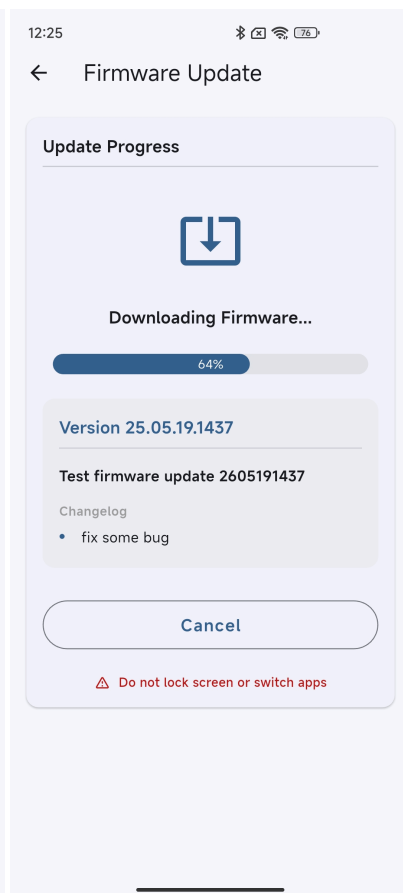 12:25
76
Firmware Update
Update Progress
Downloading Firmware...
64%
Version 25.05.19.1437
Test firmware update 2605191437
Changelog
• fix some bug
Cancel
Do not lock screen or switch apps